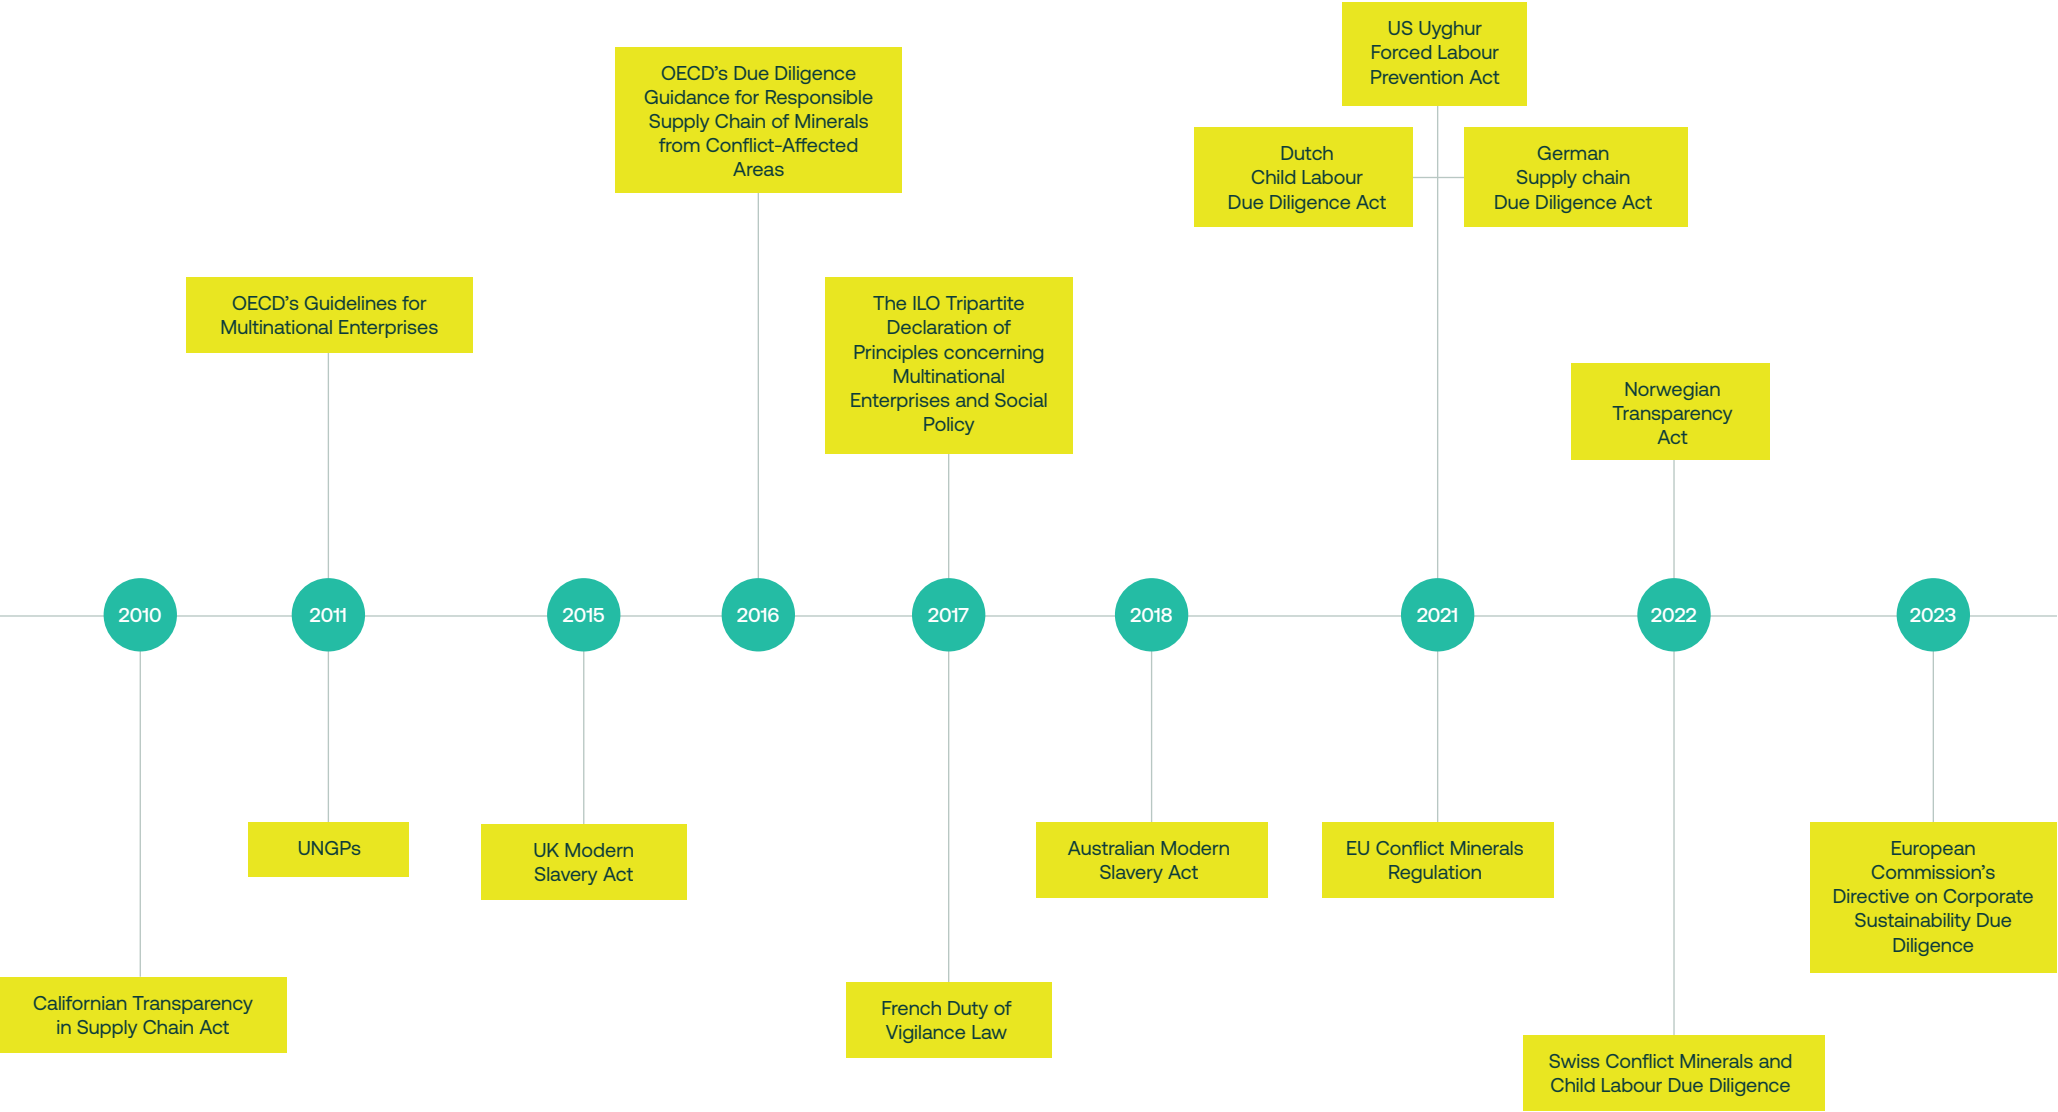 US Uyghur
Forced Labour
Prevention Act
OECD's Due Diligence
Guidance for Responsible
Supply Chain of Minerals
from Conflict-Affected
Areas
Dutch
Child Labour
Due Diligence Act
German
Supply chain
Due Diligence Act
OECD's Guidelines for
Multinational Enterprises
The ILO Tripartite
Declaration of
Principles concerning
Multinational
Enterprises and Social
Policy
Norwegian
Transparency
Act
2010
2011
2015
2016
2017
2018
2021
2022
2023
UNGPs
UK Modern
Slavery Act
Australian Modern
Slavery Act
EU Conflict Minerals
Regulation
European
Commission's
Directive on Corporate
Sustainability Due
Diligence
Californian Transparency
in Supply Chain Act
French Duty of
Vigilance Law
Swiss Conflict Minerals and
Child Labour Due Diligence